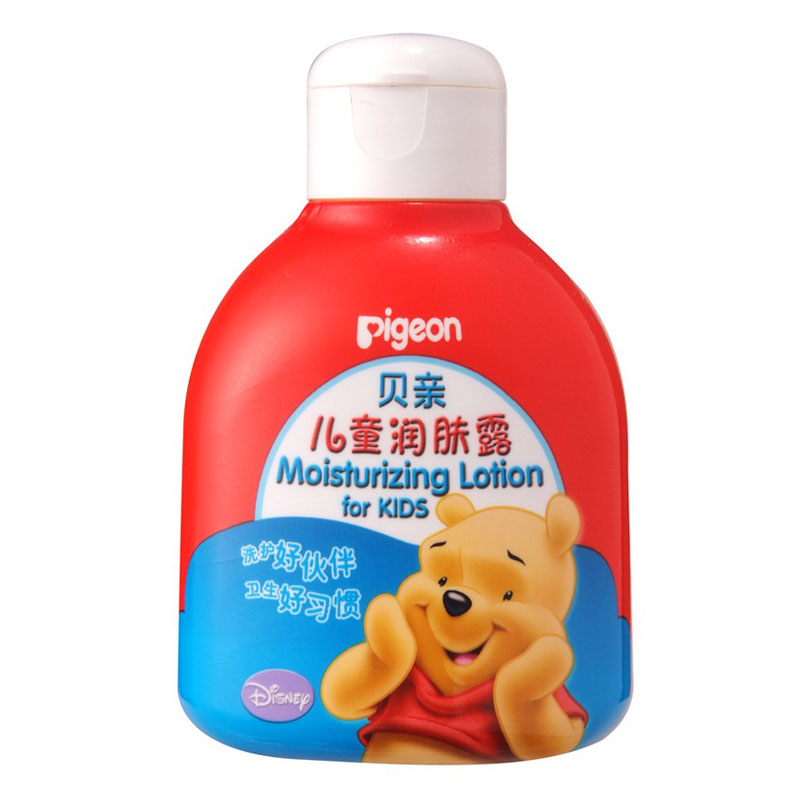 Pigeon
贝亲
儿童润肤露
Moisturizing Lotion
for KIDS
洗护好伙伴
卫生好习惯
Disney